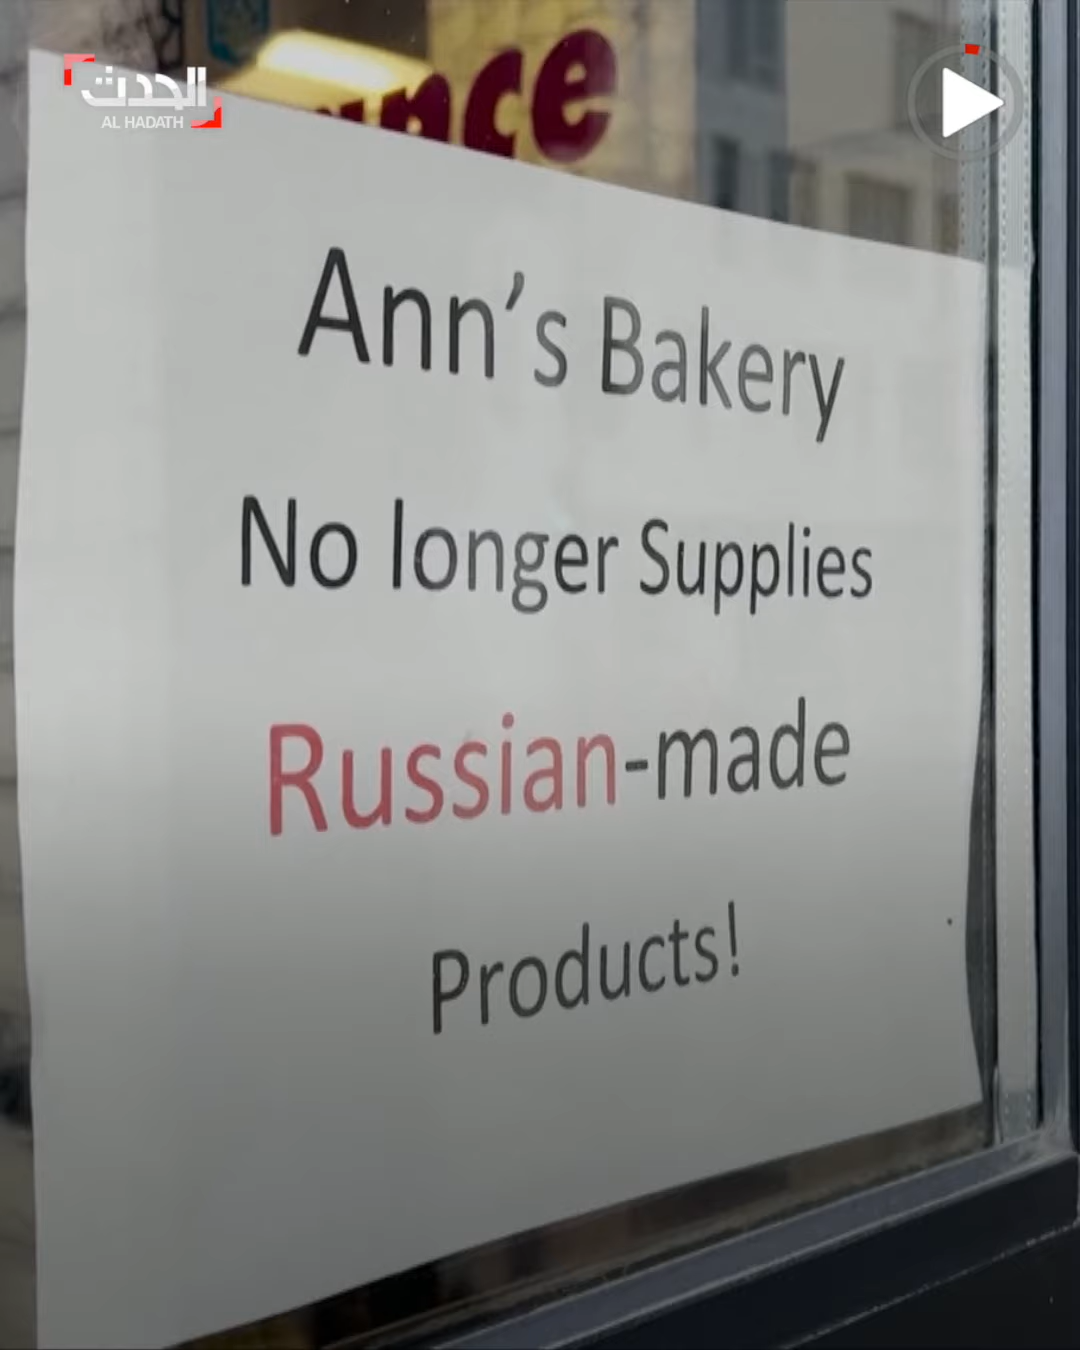 الحدث
AL HADATH
Ann's Bakery
No longer Supplies
Russian-made
Products!